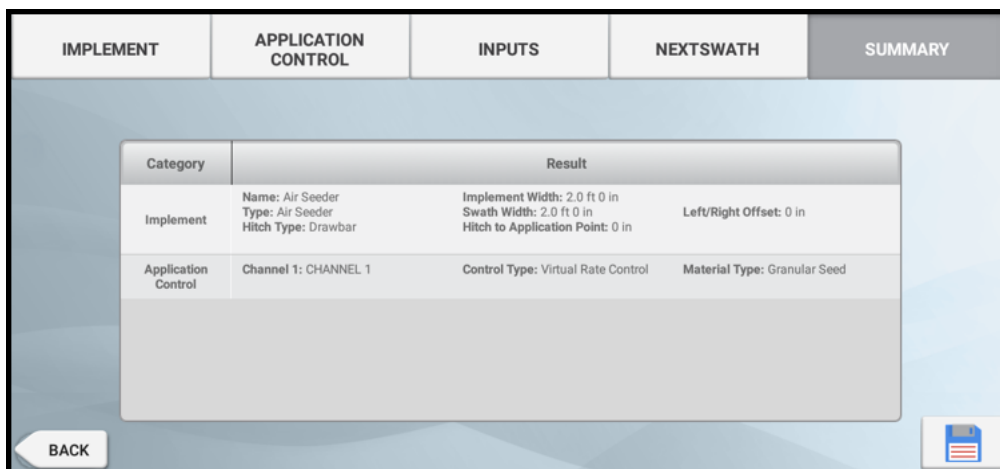 IMPLEMENT
APPLICATION
CONTROL
INPUTS
NEXTSWATH
SUMMARY
Category
Result
Implement
Name: Air Seeder
Type: Air Seeder
Hitch Type: Drawbar
Implement Width: 2.0 ft 0 in
Swath Width: 2.0 ft 0 in
Hitch to Application Point: 0 in
Left/Right Offset: 0 in
Application
Control
Channel 1: CHANNEL 1
Control Type: Virtual Rate Control
Material Type: Granular Seed
BACK